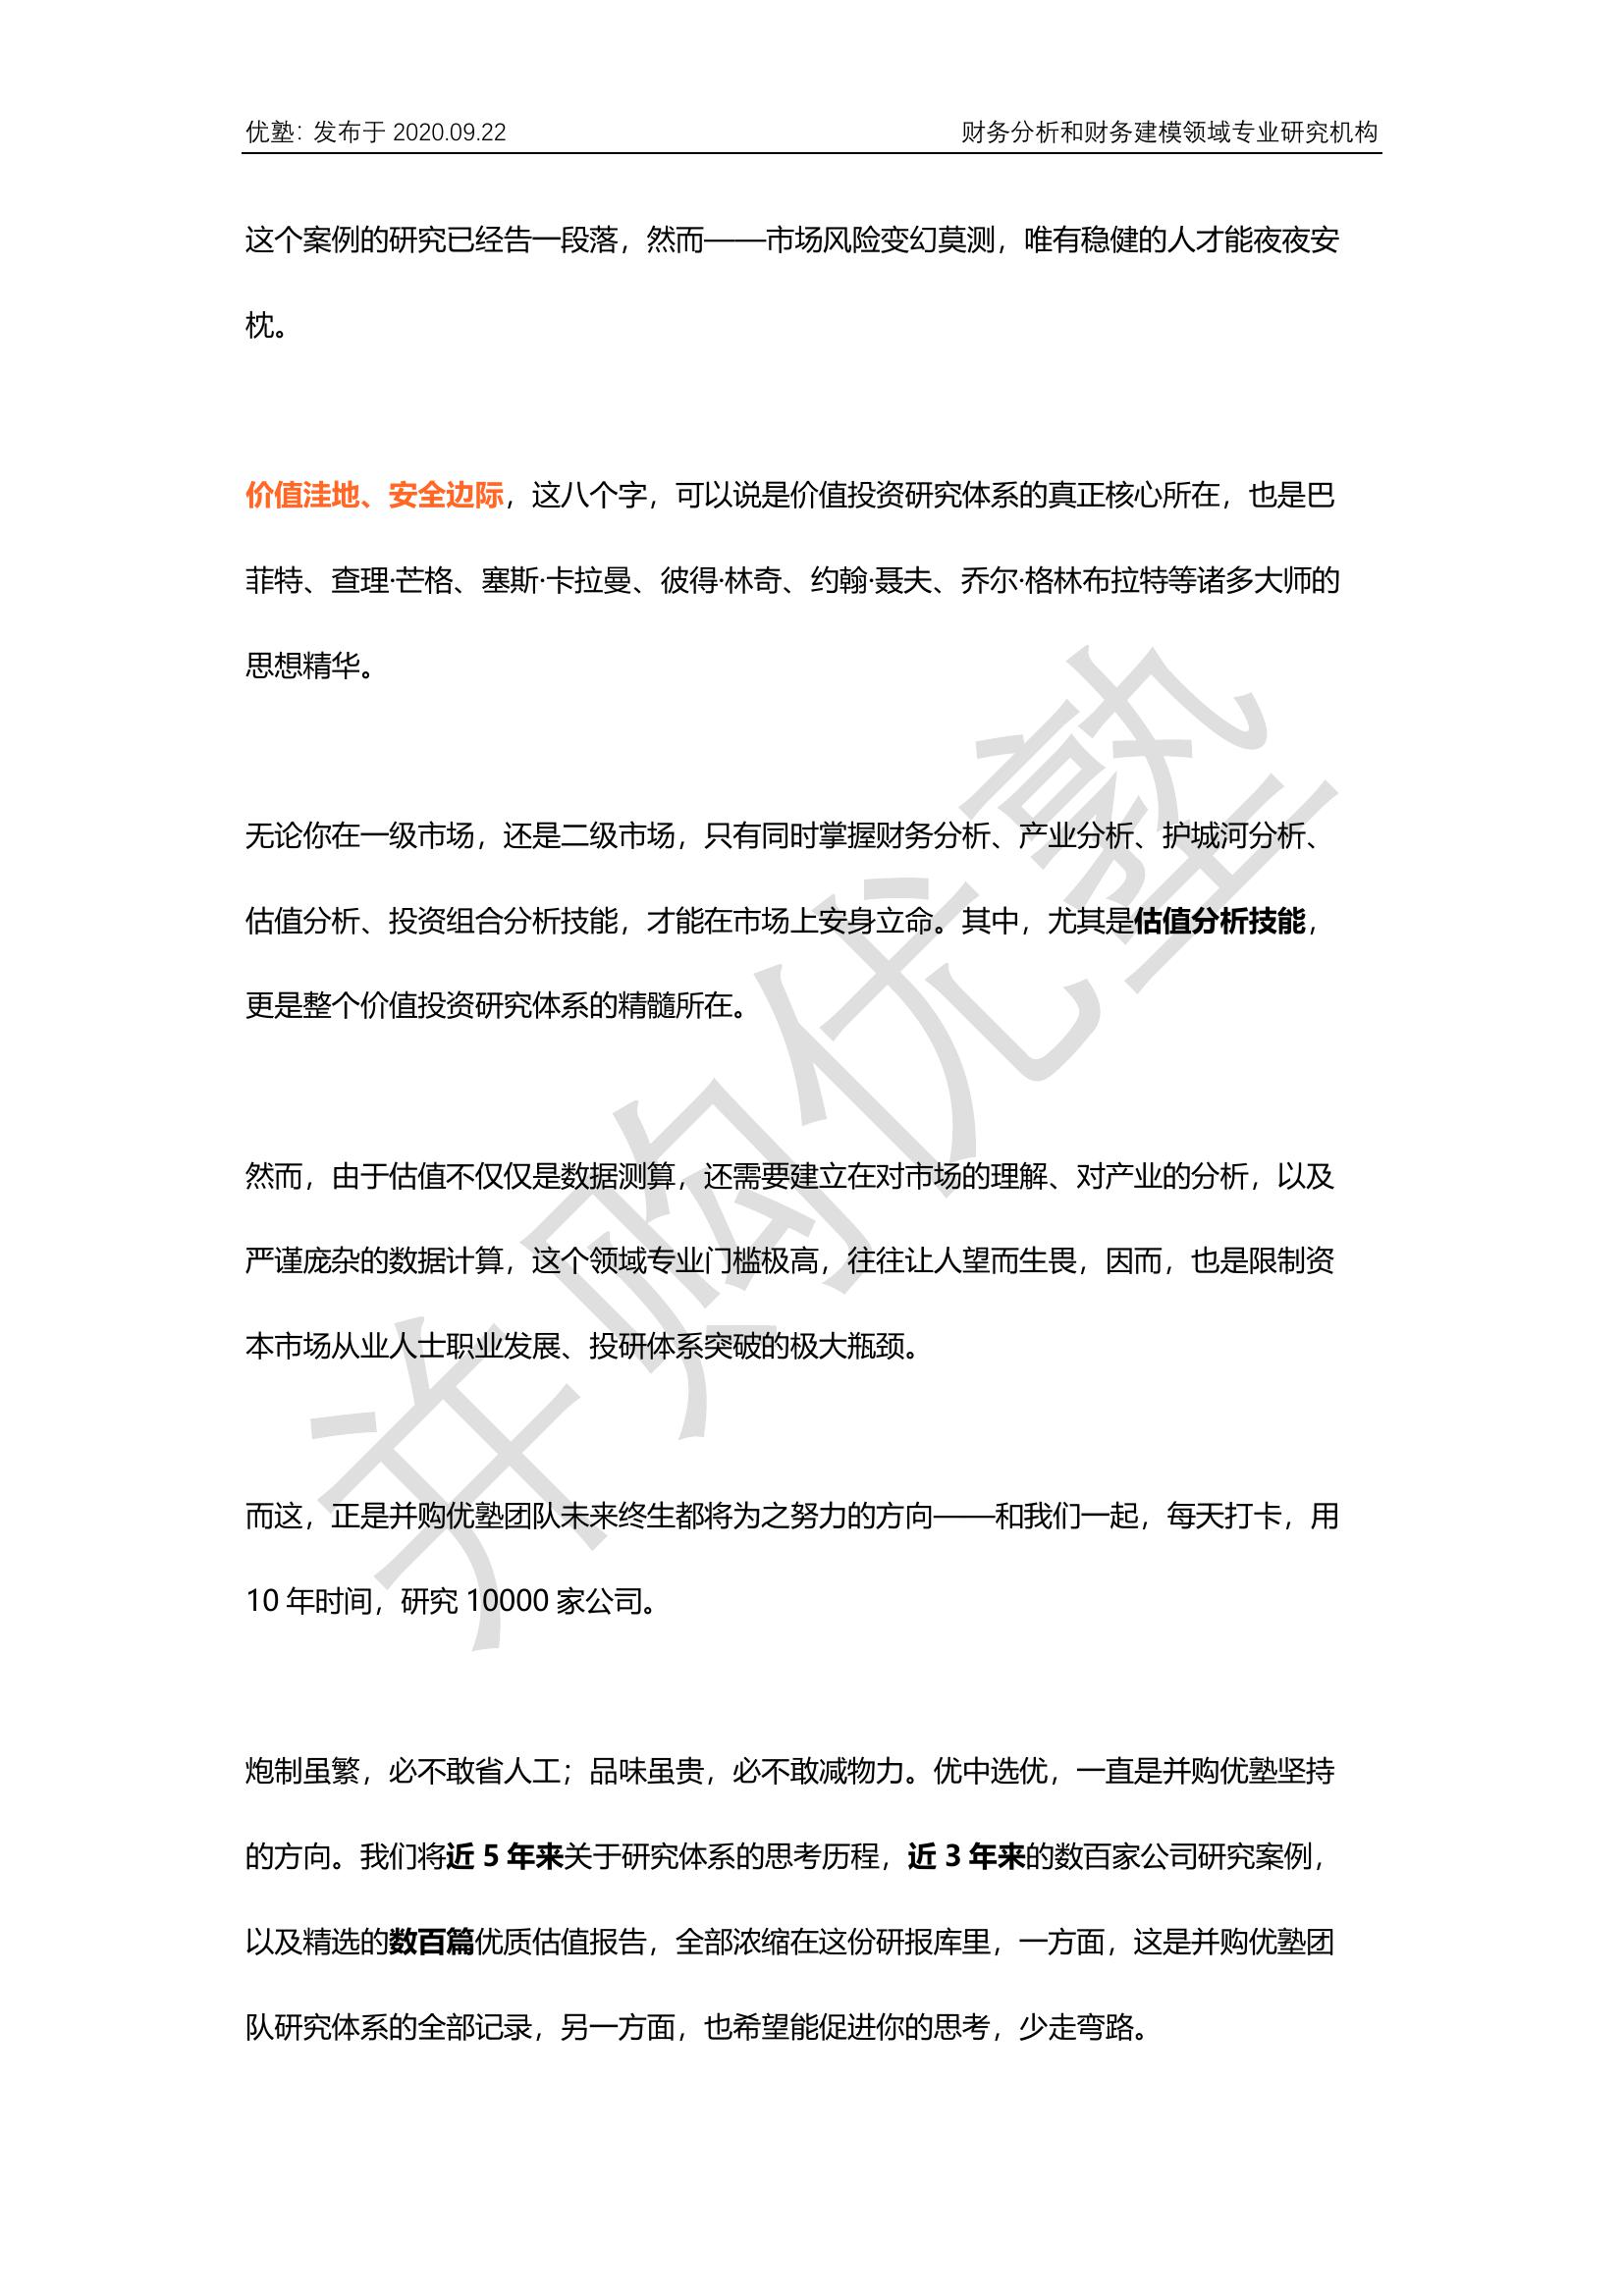 优塾：发布于 2020.09.22
财务分析和财务建模领域专业研究机构
这个案例的研究已经告一段落，然而——市场风险变幻莫测，唯有稳健的人才能夜夜安
枕。
价值洼地、安全边际，这八个字，可以说是价值投资研究体系的真正核心所在，也是巴
菲特、查理·芒格、塞斯·卡拉曼、彼得·林奇、约翰·聂夫、乔尔·格林布拉特等诸多大师的
思想精华。
无论你在一级市场，还是二级市场，只有同时掌握财务分析、产业分析、护城河分析、
估值分析、投资组合分析技能，才能在市场上安身立命。其中，尤其是估值分析技能，
更是整个价值投资研究体系的精髓所在。
然而，由于估值不仅仅是数据测算，还需要建立在对市场的理解、对产业的分析，以及
严谨庞杂的数据计算，这个领域专业门槛极高，往往让人望而生畏，因而，也是限制资
本市场从业人士职业发展、投研体系突破的极大瓶颈。
而这，正是并购优塾团队未来终生都将为之努力的方向——和我们一起，每天打卡，用
10 年时间，研究 10000 家公司。
炮制虽繁，必不敢省人工；品味虽贵，必不敢减物力。优中选优，一直是并购优塾坚持
的方向。我们将近 5 年来关于研究体系的思考历程，近 3 年来的数百家公司研究案例，
以及精选的数百篇优质估值报告，全部浓缩在这份研报库里，一方面，这是并购优塾团
队研究体系的全部记录，另一方面，也希望能促进你的思考，少走弯路。
并购优塾